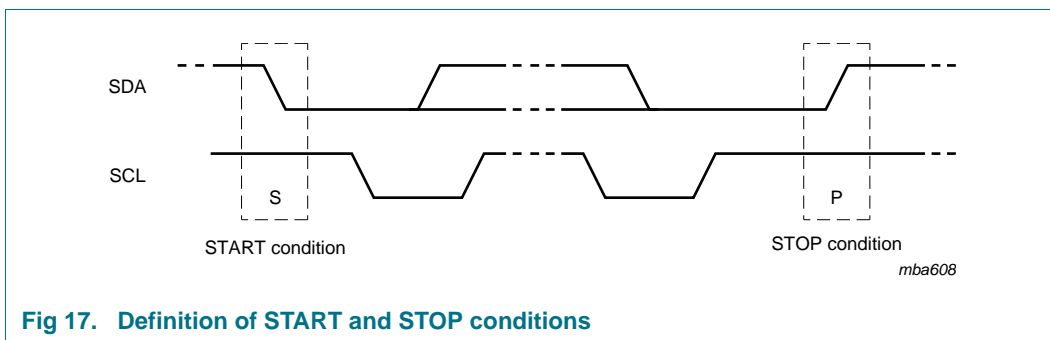 SDA
SCL
S
P
START condition
STOP condition
mba608
Fig 17. Definition of START and STOP conditions